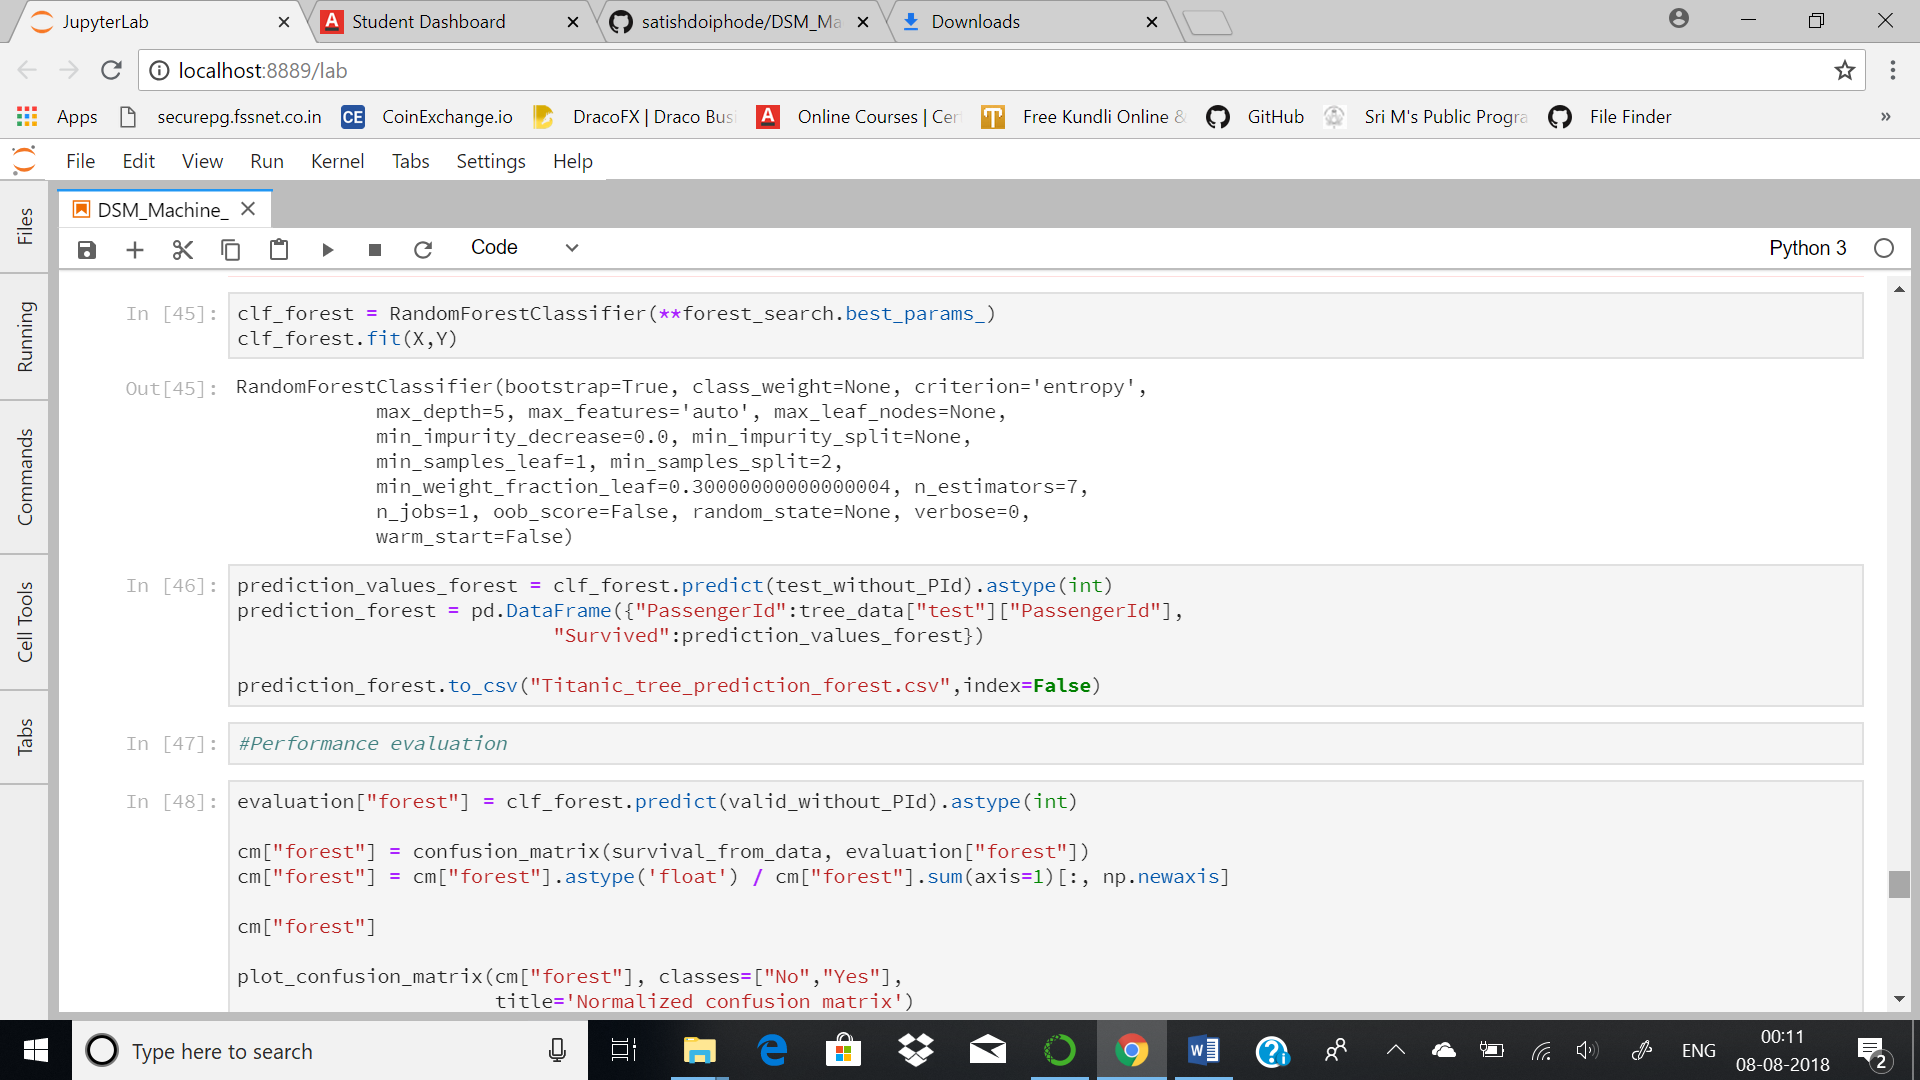 JupyterLab
Student Dashboard
satishdoiphode/DSM_Ma
Downloads
localhost:8889/lab
Apps
securepg.fssnet.co.in
CE
CoinExchange.io
DracoFX | Draco Busi
A
Online Courses | Cer
T
Free Kundli Online &
GitHub
Sri M's Public Progra
File Finder
»
File Edit View Run Kernel Tabs Settings Help
Files
Running
Commands
Cell Tools
Tabs
DSM_Machine_
Code
Python 3
In [45]:
clf_forest = RandomForestClassifier(**forest_search.best_params_)
clf_forest.fit(X,Y)
Out[45]:
RandomForestClassifier(bootstrap=True, class_weight=None, criterion='entropy',
max_depth=5, max_features='auto', max_leaf_nodes=None,
min_impurity_decrease=0.0, min_impurity_split=None,
min_samples_leaf=1, min_samples_split=2,
min_weight_fraction_leaf=0.30000000000000004, n_estimators=7,
n_jobs=1, oob_score=False, random_state=None, verbose=0,
warm_start=False)
In [46]:
prediction_values_forest = clf_forest.predict(test_without_PId).astype(int)
prediction_forest = pd.DataFrame({"PassengerId":tree_data["test"]["PassengerId"],
"Survived":prediction_values_forest})
prediction_forest.to_csv("Titanic_tree_prediction_forest.csv",index=False)
In [47]:
#Performance evaluation
In [48]:
evaluation["forest"] = clf_forest.predict(valid_without_PId).astype(int)
cm["forest"] = confusion_matrix(survival_from_data, evaluation["forest"])
cm["forest"] = cm["forest"].astype('float') / cm["forest"].sum(axis=1)[:, np.newaxis]
cm["forest"]
plot_confusion_matrix(cm["forest"], classes=["No","Yes"],
title='Normalized confusion matrix')
Type here to search
ENG
00:11
08-08-2018
2